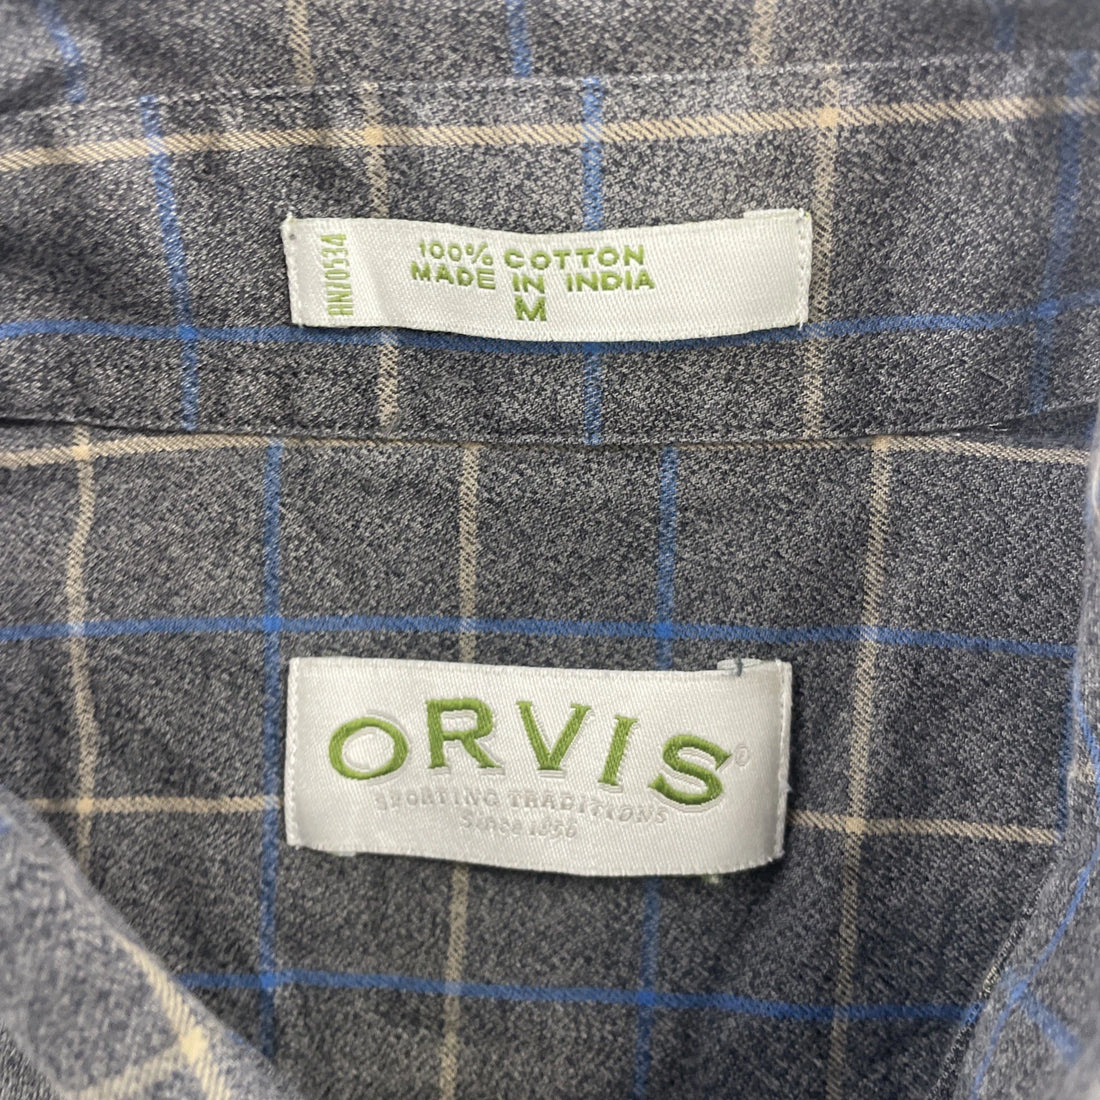 RN70534
100% COTTON
MADE IN INDIA
M
ORVIS®
SPORTING TRADITIONS
Since 1856